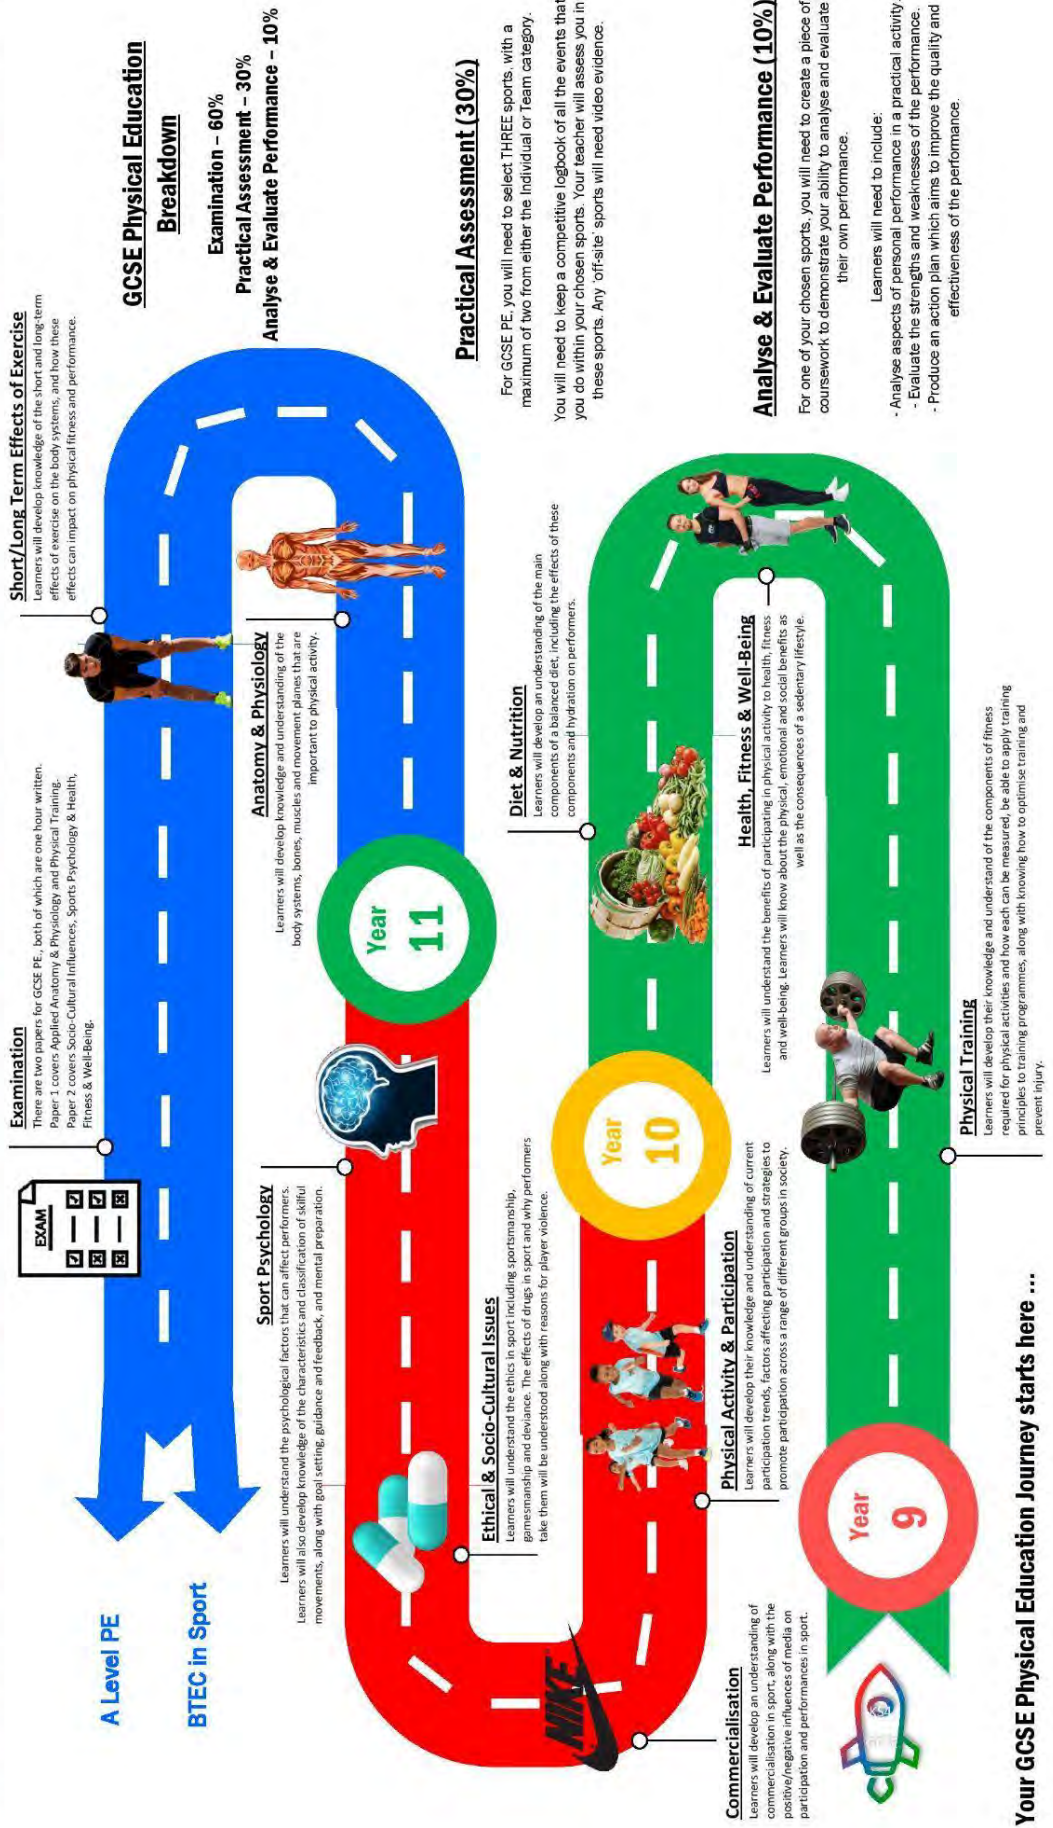 Examination
There are two papers for GCSE PE., both of which are one hour written.
Paper 1 covers Applied Anatomy & Physiology and Physical Training.
Paper 2 covers Socio-Cultural Influences, Sports Psychology & Health,
Fitness & Well-Being.
Short/Long Term Effects of Exercise
Learners will develop knowledge of the short and long-term
effects of exercise on the body systems, and how these
effects can impact on physical fitness and performance.
GCSE Physical Education
Breakdown
Examination – 60%
Practical Assessment – 30%
Analyse & Evaluate Performance – 10%
EXAM
A Level PE
BTEC in Sport
Sport Psychology
Learners will understand the psychological factors that can affect performers.
Learners will also develop knowledge of the characteristics and classification of skilful
movements, along with goal setting, guidance and feedback, and mental preparation.
Anatomy & Physiology
Learners will develop knowledge and understanding of the
body systems, bones, muscles and movement planes that are
important to physical activity.
Year
11
Practical Assessment (30%)
For GCSE PE, you will need to select THREE sports, with a
maximum of two from either the Individual or Team category.
You will need to keep a competitive logbook of all the events that
you do within your chosen sports. Your teacher will assess you in
these sports. Any 'off-site' sports will need video evidence.
Ethical & Socio-Cultural Issues
Learners will understand the ethics in sport including sportsmanship,
gamesmanship and deviance. The effects of drugs in sport and why performers
take them will be understood along with reasons for player violence.
Diet & Nutrition
Learners will develop an understanding of the main
components of a balanced diet, including the effects of these
components and hydration on performers.
NIKE
Year
10
Commercialisation
Learners will develop an understanding of
commercialisation in sport, along with the
positive/negative influences of media on
participation and performances in sport.
Physical Activity & Participation
Learners will develop their knowledge and understanding of current
participation trends, factors affecting participation and strategies to
promote participation across a range of different groups in society.
Health, Fitness & Well-Being
Learners will understand the benefits of participating in physical activity to health, fitness
and well-being. Learners will know about the physical, emotional and social benefits as
well as the consequences of a sedentary lifestyle.
Analyse & Evaluate Performance (10%)
For one of your chosen sports, you will need to create a piece of
coursework to demonstrate your ability to analyse and evaluate
their own performance.
Learners will need to include:
- Analyse aspects of personal performance in a practical activity.
- Evaluate the strengths and weaknesses of the performance.
- Produce an action plan which aims to improve the quality and
effectiveness of the performance.
Year
9
Physical Training
Learners will develop their knowledge and understand of the components of fitness
required for physical activities and how each can be measured, be able to apply training
principles to training programmes, along with knowing how to optimise training and
prevent injury.
Your GCSE Physical Education Journey starts here ...